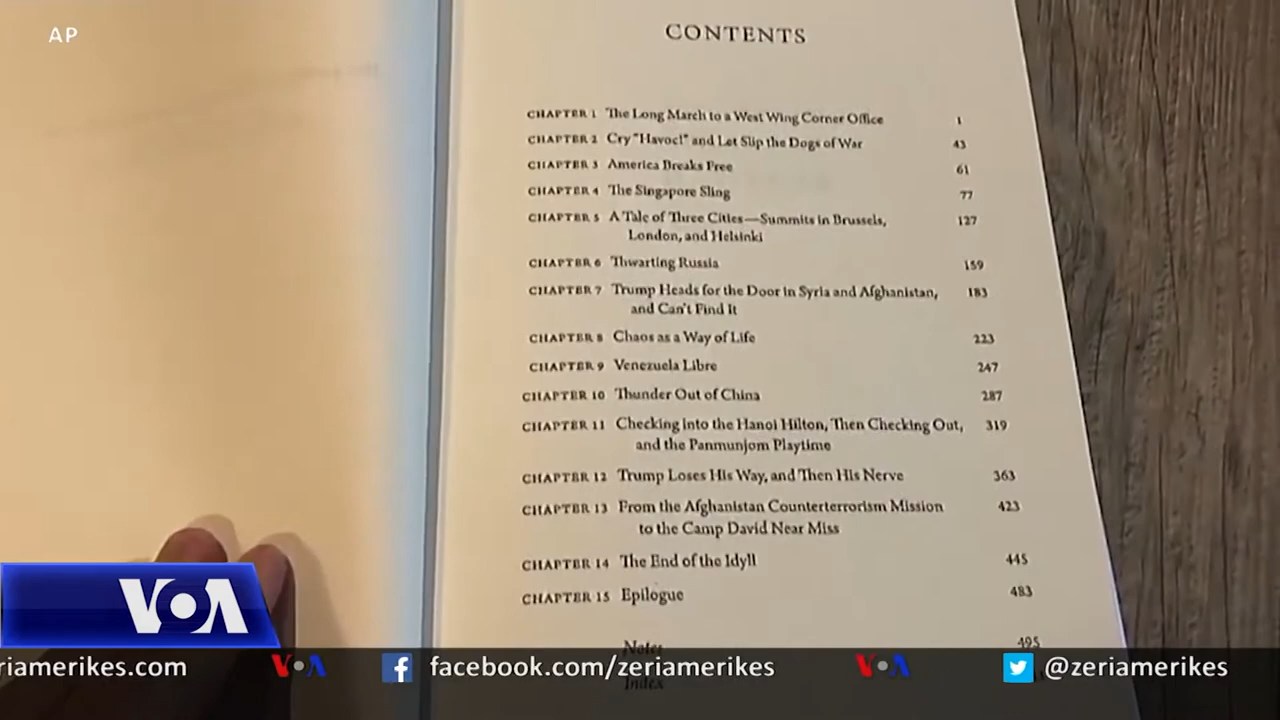 AP
CONTENTS
CHAPTER 1 The Long March to a West Wing Corner Office 1
CHAPTER 2 Cry "Havoc!" and Let Slip the Dogs of War 43
CHAPTER 3 America Breaks Free 61
CHAPTER 4 The Singapore Sling 77
CHAPTER 5 A Tale of Three Cities—Summits in Brussels, 127
London, and Helsinki
CHAPTER 6 Thwarting Russia 159
CHAPTER 7 Trump Heads for the Door in Syria and Afghanistan, 183
and Can't Find It
CHAPTER 8 Chaos as a Way of Life 223
CHAPTER 9 Venezuela Libre 247
CHAPTER 10 Thunder Out of China 287
CHAPTER 11 Checking into the Hanoi Hilton, Then Checking Out, 319
and the Panmunjom Playtime
CHAPTER 12 Trump Loses His Way, and Then His Nerve 363
CHAPTER 13 From the Afghanistan Counterterrorism Mission 423
to the Camp David Near Miss
CHAPTER 14 The End of the Idyll 445
CHAPTER 15 Epilogue 483
Notes 495
Index
VOA
riamerikes.com VOA facebook.com/zeriamerikes VOA @zeriamerikes